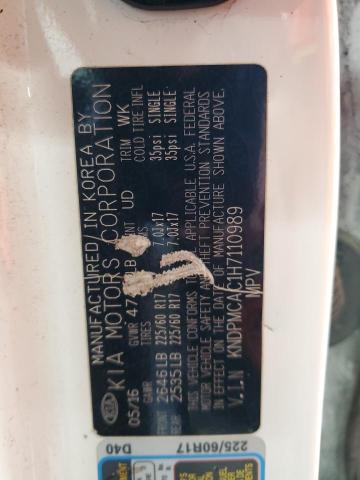 MANUFACTURED IN KOREA BY
KIA KIA MOTORS CORPORATION
05/16 GVWR 47 LB UD TRIM WK
GAWR TIRES COLD TIRE INFL
FRONT 2646LB 225/60 R17 7.0Jx17 35psi SINGLE
REAR 2535LB 225/60 R17 7.0Jx17 35psi SINGLE
THIS VEHICLE CONFORMS APPLICABLE U.S.A. FEDERAL
MOTOR VEHICLE SAFETY AND THEFT PREVENTION STANDARDS
IN EFFECT ON THE DATE OF MANUFACTURE SHOWN ABOVE.
V.I.N KNDPMCAC1H7110989
MPV
225/60R17
D40